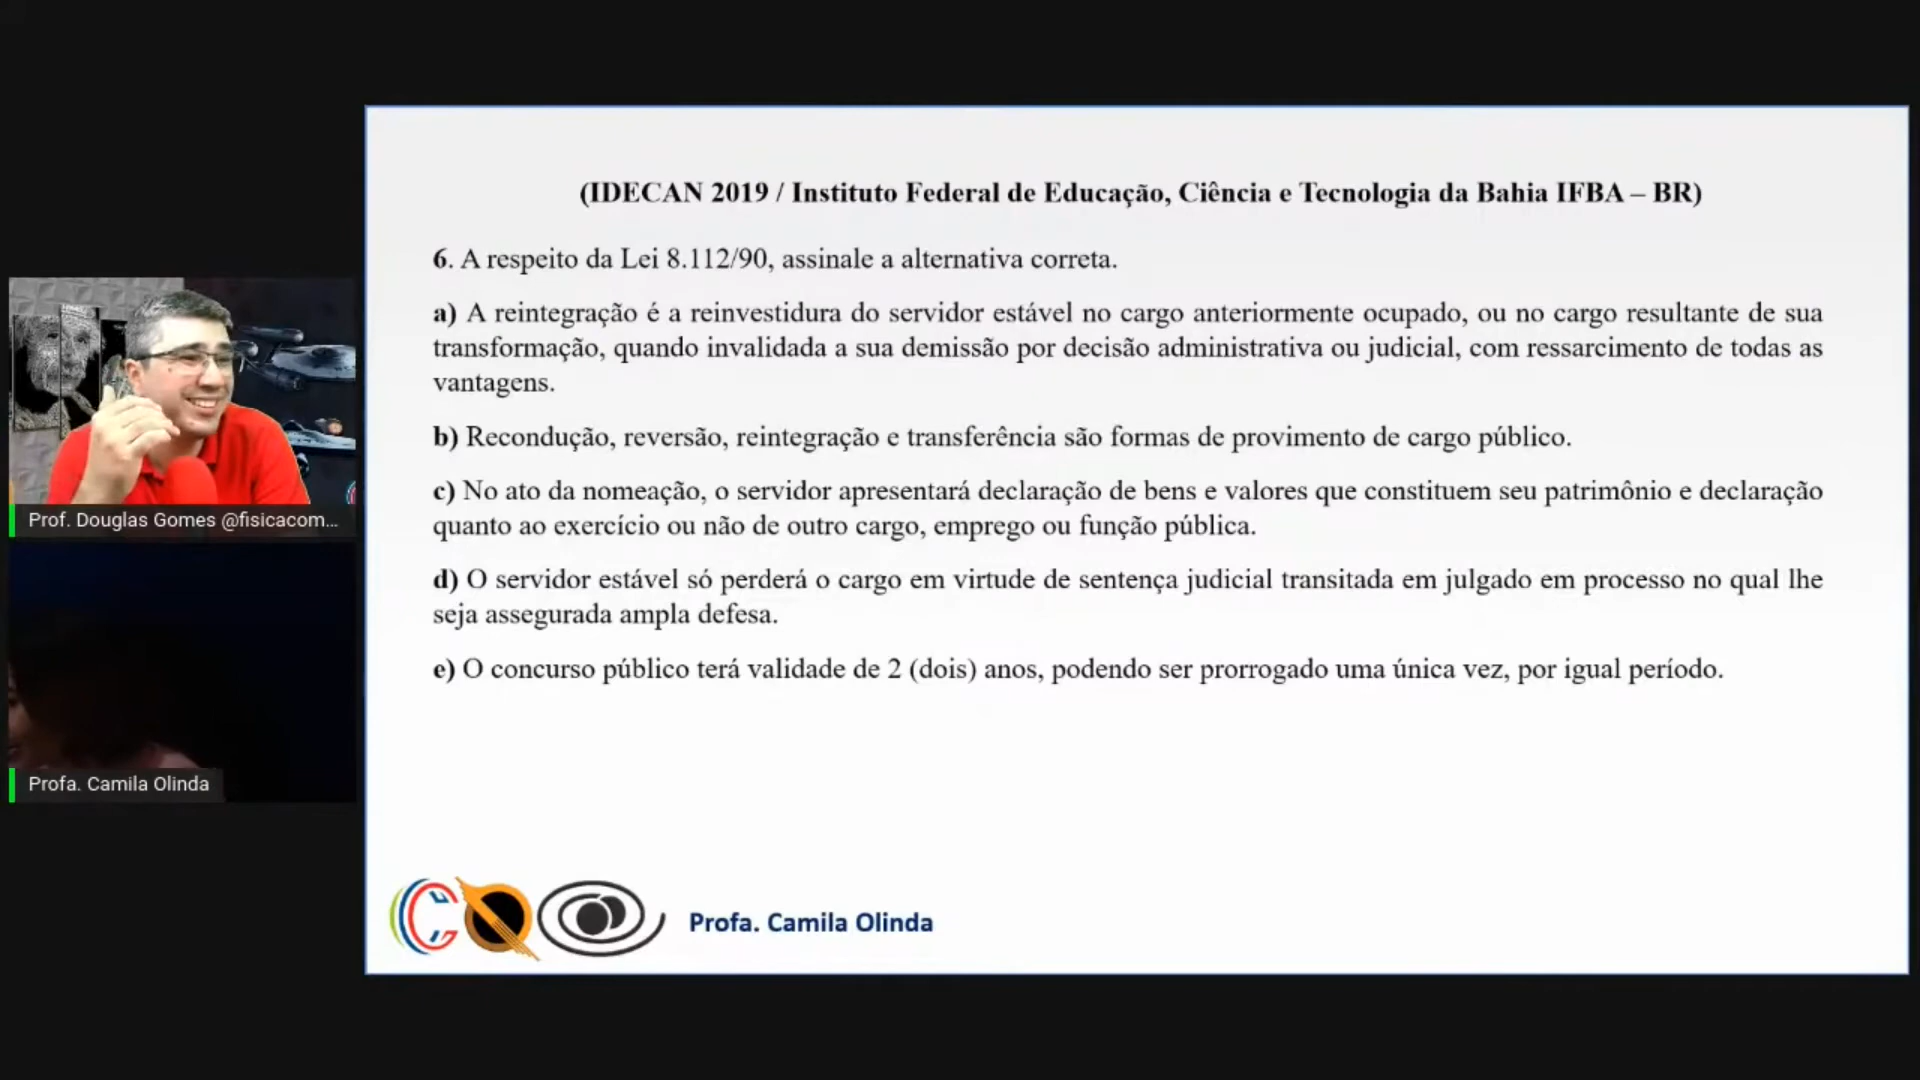 (IDECAN 2019 / Instituto Federal de Educação, Ciência e Tecnologia da Bahia IFBA – BR)
6. A respeito da Lei 8.112/90, assinale a alternativa correta.
a) A reintegração é a reinvestidura do servidor estável no cargo anteriormente ocupado, ou no cargo resultante de sua
transformação, quando invalidada a sua demissão por decisão administrativa ou judicial, com ressarcimento de todas as
vantagens.
b) Recondução, reversão, reintegração e transferência são formas de provimento de cargo público.
c) No ato da nomeação, o servidor apresentará declaração de bens e valores que constituem seu patrimônio e declaração
quanto ao exercício ou não de outro cargo, emprego ou função pública.
d) O servidor estável só perderá o cargo em virtude de sentença judicial transitada em julgado em processo no qual lhe
seja assegurada ampla defesa.
e) O concurso público terá validade de 2 (dois) anos, podendo ser prorrogado uma única vez, por igual período.
Prof. Douglas Gomes @fisicacom...
Profa. Camila Olinda
Profa. Camila Olinda